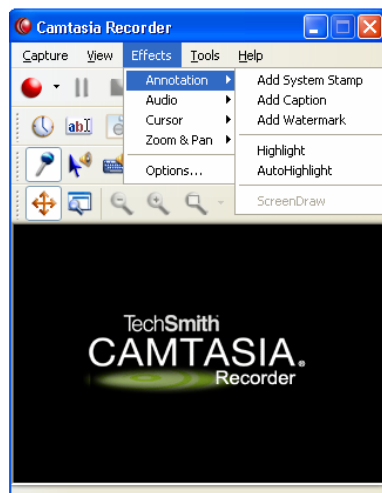 Camtasia Recorder
Capture View Effects Tools Help
Annotation
Audio
Cursor
Zoom & Pan
Options...
Add System Stamp
Add Caption
Add Watermark
Highlight
AutoHighlight
ScreenDraw
abI
TechSmith
CAMTASIA®
Recorder